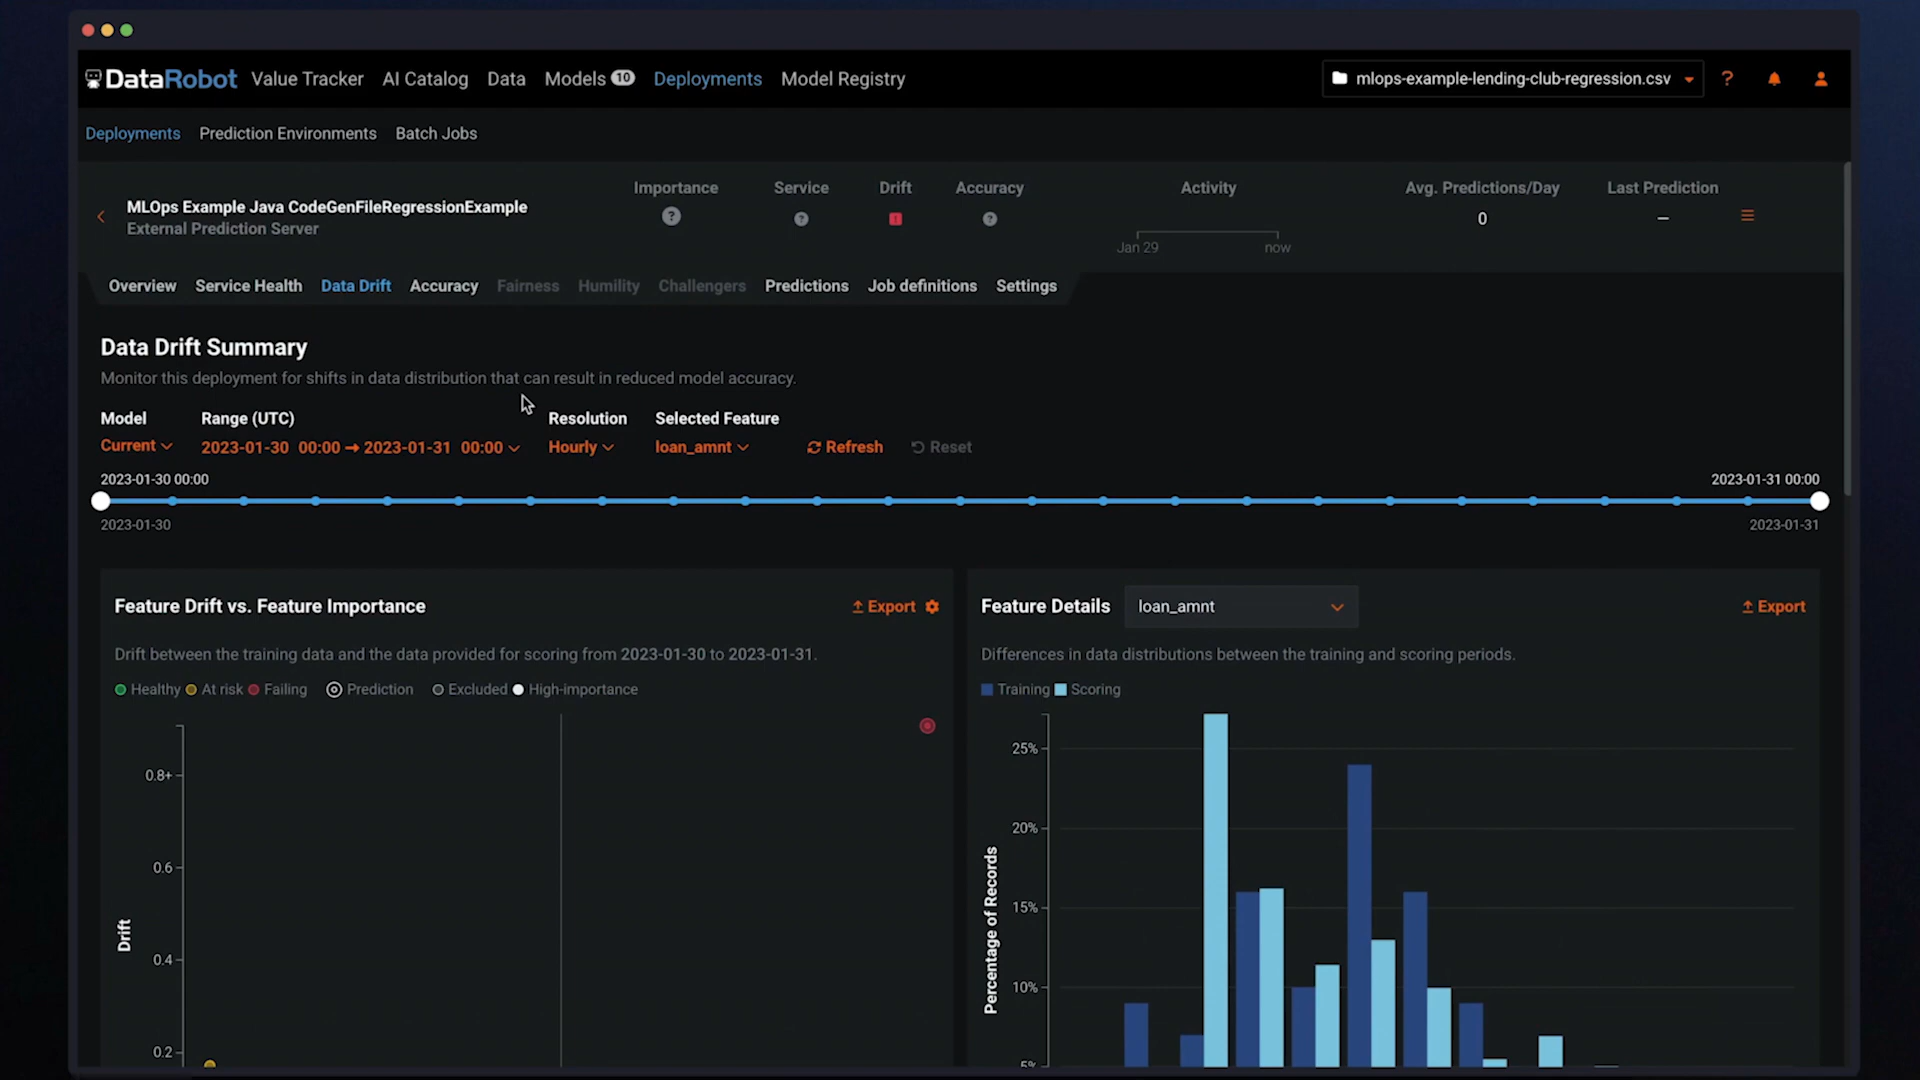 DataRobot Value Tracker AI Catalog Data Models 10 Deployments Model Registry mlops-example-lending-club-regression.csv ?
Deployments Prediction Environments Batch Jobs
Importance Service Drift Accuracy Activity Avg. Predictions/Day Last Prediction
MLOps Example Java CodeGenFileRegressionExample
External Prediction Server
? ? ! ? 0 —
Jan 29 now
Overview Service Health Data Drift Accuracy Fairness Humility Challengers Predictions Job definitions Settings
Data Drift Summary
Monitor this deployment for shifts in data distribution that can result in reduced model accuracy.
Model Range (UTC) Resolution Selected Feature
Current 2023-01-30 00:00 → 2023-01-31 00:00 Hourly loan_amnt Refresh Reset
2023-01-30 00:00 2023-01-31 00:00
2023-01-30 2023-01-31
Feature Drift vs. Feature Importance Export
Drift between the training data and the data provided for scoring from 2023-01-30 to 2023-01-31.
Healthy At risk Failing Prediction Excluded High-importance
0.8+
0.6
0.4
0.2
Drift
Feature Details loan_amnt Export
Differences in data distributions between the training and scoring periods.
Training Scoring
25%
20%
15%
10%
5%
Percentage of Records